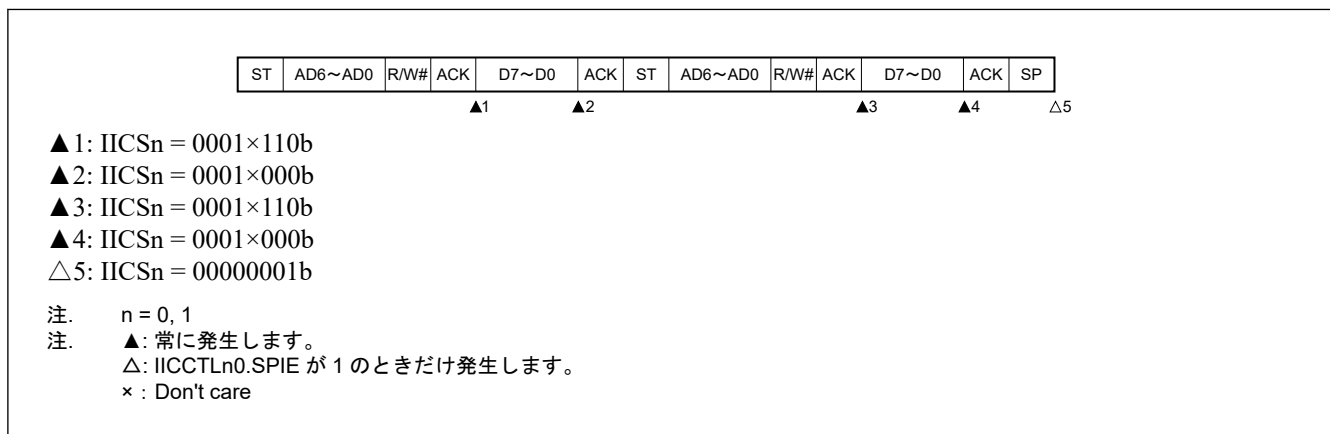 ST AD6～AD0 R/W# ACK D7～D0 ACK ST AD6～AD0 R/W# ACK D7～D0 ACK SP
▲1 ▲2 ▲3 ▲4 △5
▲1: IICSn = 0001×110b
▲2: IICSn = 0001×000b
▲3: IICSn = 0001×110b
▲4: IICSn = 0001×000b
△5: IICSn = 00000001b
注. n = 0, 1
注. ▲: 常に発生します。
△: IICCTLn0.SPIE が 1 のときだけ発生します。
×：Don't care